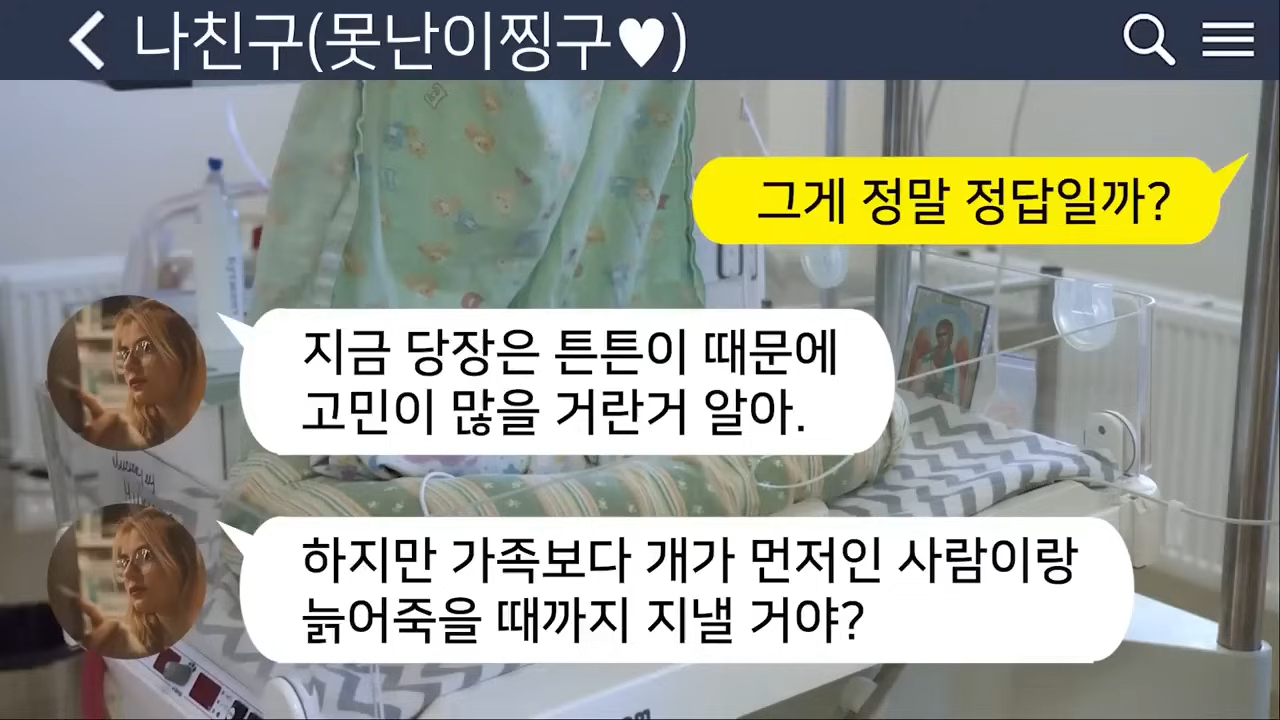 나친구(못난이찡구♥)
그게 정말 정답일까?
지금 당장은 튼튼이 때문에
고민이 많을 거란거 알아.
하지만 가족보다 개가 먼저인 사람이랑
늙어죽을 때까지 지낼 거야?